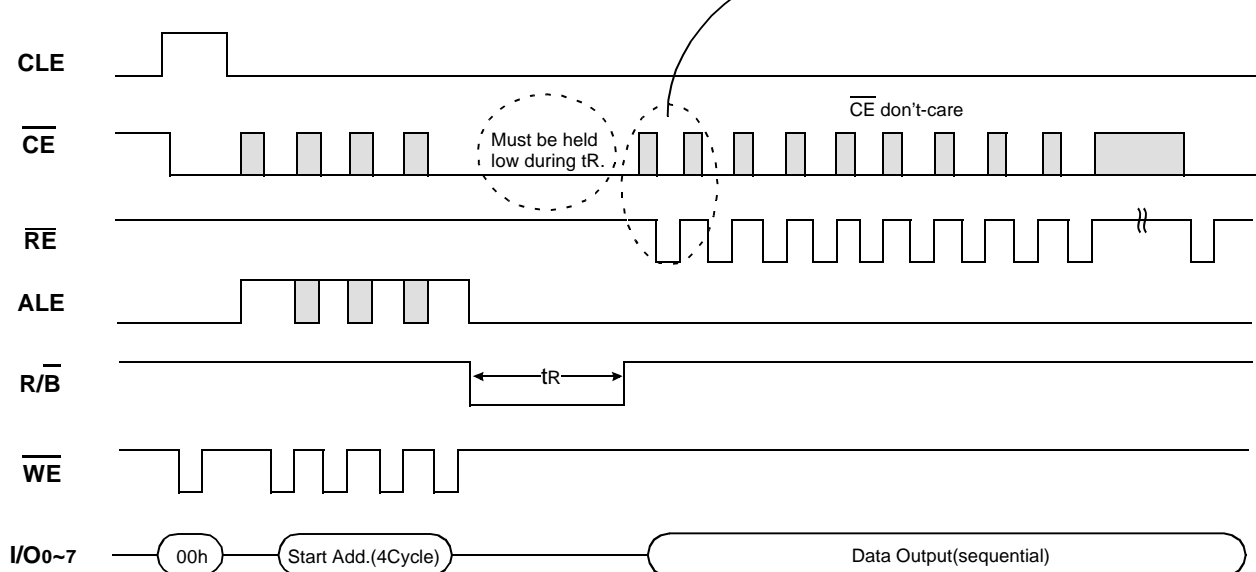 CLE
CE
CE don't-care
Must be held
low during tR.
RE
ALE
R/B
tR
WE
I/O0~7
00h
Start Add.(4Cycle)
Data Output(sequential)